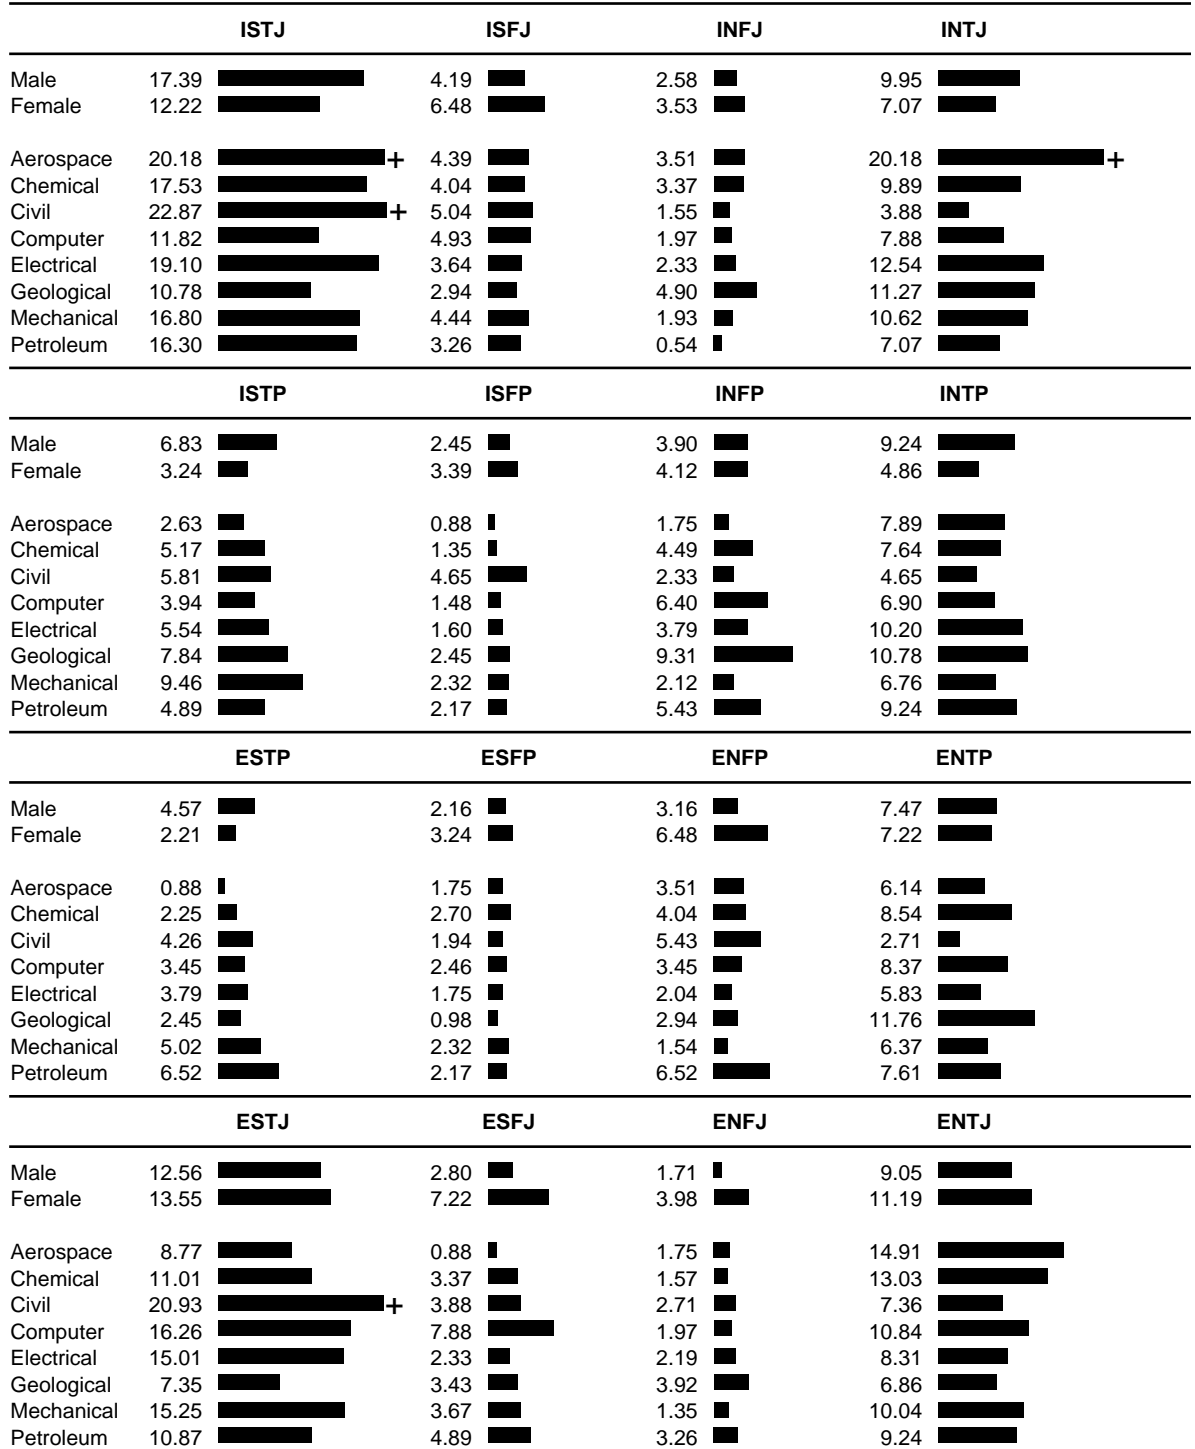 ISTJ ISFJ INFJ INTJ
Male 17.39 4.19 2.58 9.95
Female 12.22 6.48 3.53 7.07
Aerospace 20.18 + 4.39 3.51 20.18 +
Chemical 17.53 4.04 3.37 9.89
Civil 22.87 + 5.04 1.55 3.88
Computer 11.82 4.93 1.97 7.88
Electrical 19.10 3.64 2.33 12.54
Geological 10.78 2.94 4.90 11.27
Mechanical 16.80 4.44 1.93 10.62
Petroleum 16.30 3.26 0.54 7.07
ISTP ISFP INFP INTP
Male 6.83 2.45 3.90 9.24
Female 3.24 3.39 4.12 4.86
Aerospace 2.63 0.88 1.75 7.89
Chemical 5.17 1.35 4.49 7.64
Civil 5.81 4.65 2.33 4.65
Computer 3.94 1.48 6.40 6.90
Electrical 5.54 1.60 3.79 10.20
Geological 7.84 2.45 9.31 10.78
Mechanical 9.46 2.32 2.12 6.76
Petroleum 4.89 2.17 5.43 9.24
ESTP ESFP ENFP ENTP
Male 4.57 2.16 3.16 7.47
Female 2.21 3.24 6.48 7.22
Aerospace 0.88 1.75 3.51 6.14
Chemical 2.25 2.70 4.04 8.54
Civil 4.26 1.94 5.43 2.71
Computer 3.45 2.46 3.45 8.37
Electrical 3.79 1.75 2.04 5.83
Geological 2.45 0.98 2.94 11.76
Mechanical 5.02 2.32 1.54 6.37
Petroleum 6.52 2.17 6.52 7.61
ESTJ ESFJ ENFJ ENTJ
Male 12.56 2.80 1.71 9.05
Female 13.55 7.22 3.98 11.19
Aerospace 8.77 0.88 1.75 14.91
Chemical 11.01 3.37 1.57 13.03
Civil 20.93 + 3.88 2.71 7.36
Computer 16.26 7.88 1.97 10.84
Electrical 15.01 2.33 2.19 8.31
Geological 7.35 3.43 3.92 6.86
Mechanical 15.25 3.67 1.35 10.04
Petroleum 10.87 4.89 3.26 9.24